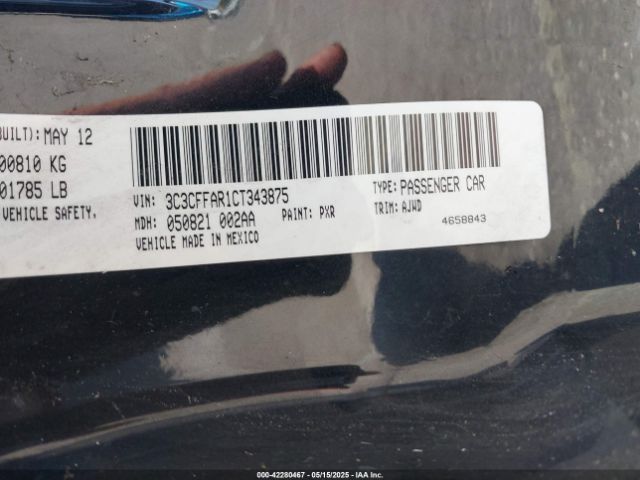 BUILT): MAY 12
00810 KG
01785 LB
VEHICLE SAFETY.
VIN: 3C3CFFAR1CT343875
TYPE: PASSENGER CAR
MDH: 050821 002AA
PAINT: PXR
TRIM: AJWD
VEHICLE MADE IN MEXICO
4658843
000-42280467 - 05/15/2025 - IAA Inc.